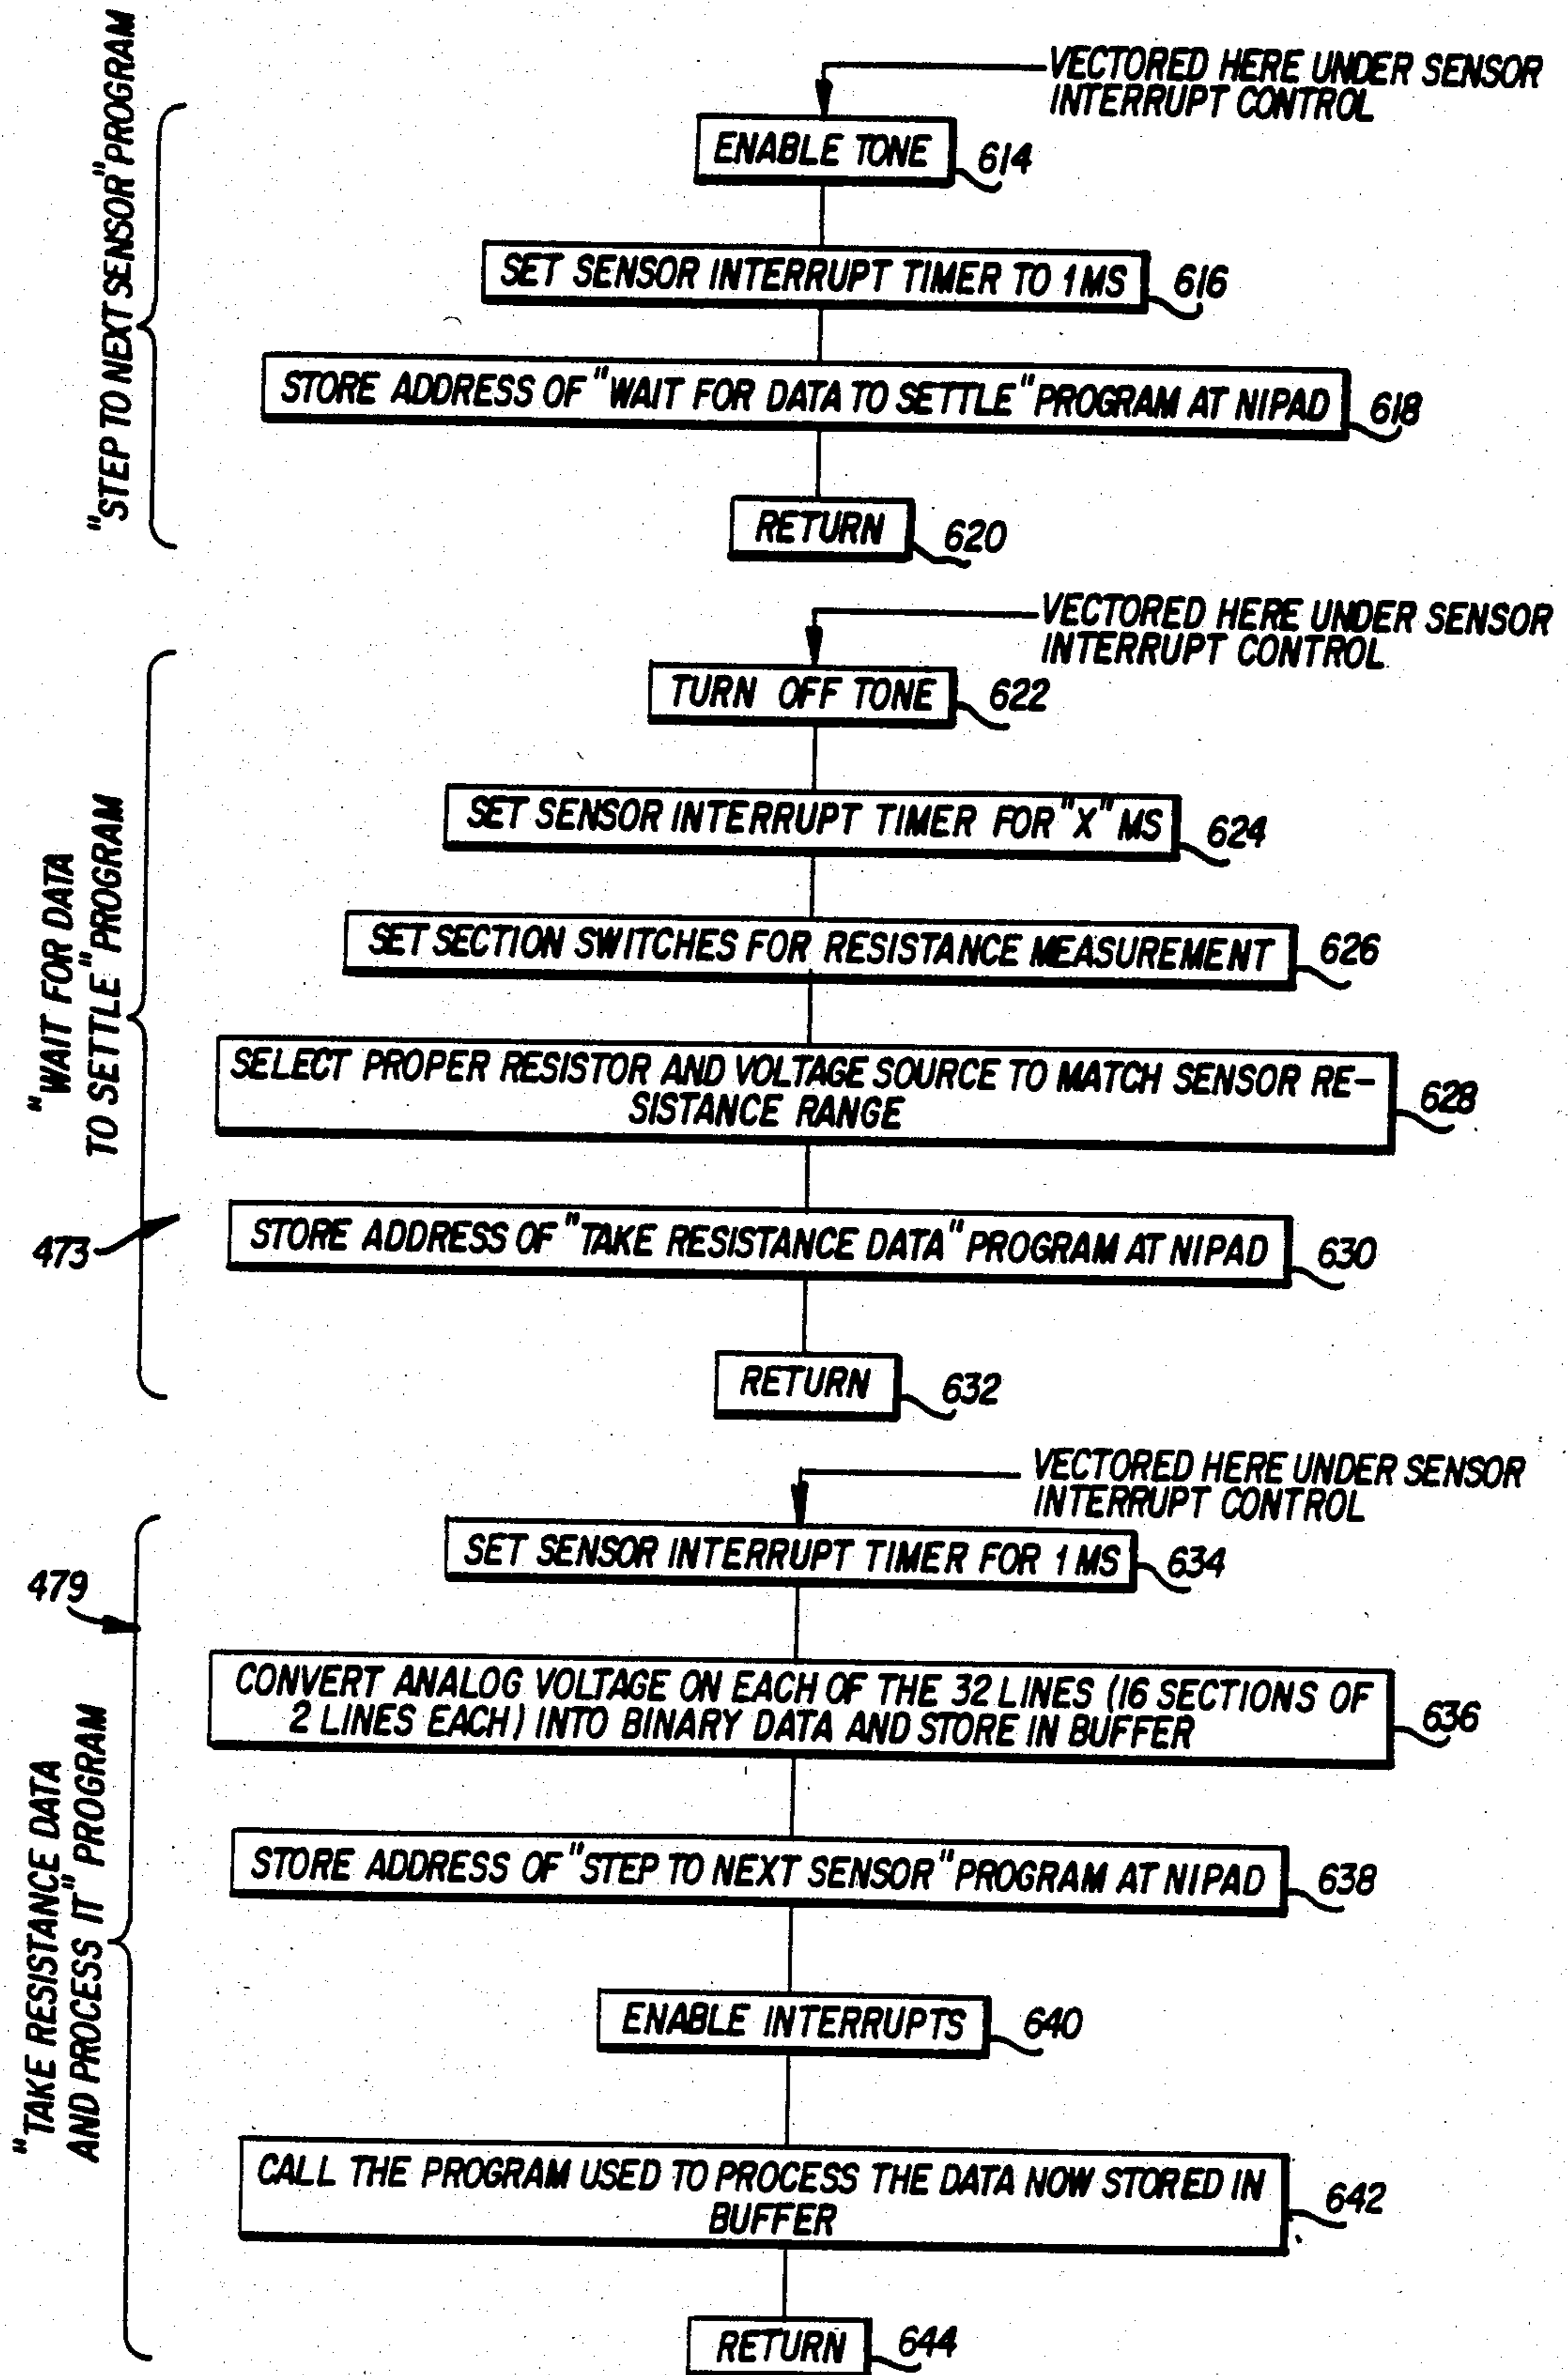 "STEP TO NEXT SENSOR" PROGRAM
VECTORED HERE UNDER SENSOR
INTERRUPT CONTROL
ENABLE TONE
614
SET SENSOR INTERRUPT TIMER TO 1MS
616
STORE ADDRESS OF "WAIT FOR DATA TO SETTLE" PROGRAM AT NIPAD
618
RETURN
620
"WAIT FOR DATA
TO SETTLE" PROGRAM
473
VECTORED HERE UNDER SENSOR
INTERRUPT CONTROL.
TURN OFF TONE
622
SET SENSOR INTERRUPT TIMER FOR "X" MS
624
SET SECTION SWITCHES FOR RESISTANCE MEASUREMENT
626
SELECT PROPER RESISTOR AND VOLTAGE SOURCE TO MATCH SENSOR RE-
SISTANCE RANGE
628
STORE ADDRESS OF "TAKE RESISTANCE DATA" PROGRAM AT NIPAD
630
RETURN
632
"TAKE RESISTANCE DATA
AND PROCESS IT" PROGRAM
479
VECTORED HERE UNDER SENSOR
INTERRUPT CONTROL
SET SENSOR INTERRUPT TIMER FOR 1 MS
634
CONVERT ANALOG VOLTAGE ON EACH OF THE 32 LINES (16 SECTIONS OF
2 LINES EACH) INTO BINARY DATA AND STORE IN BUFFER
636
STORE ADDRESS OF "STEP TO NEXT SENSOR" PROGRAM AT NIPAD
638
ENABLE INTERRUPTS
640
CALL THE PROGRAM USED TO PROCESS THE DATA NOW STORED IN
BUFFER
642
RETURN
644